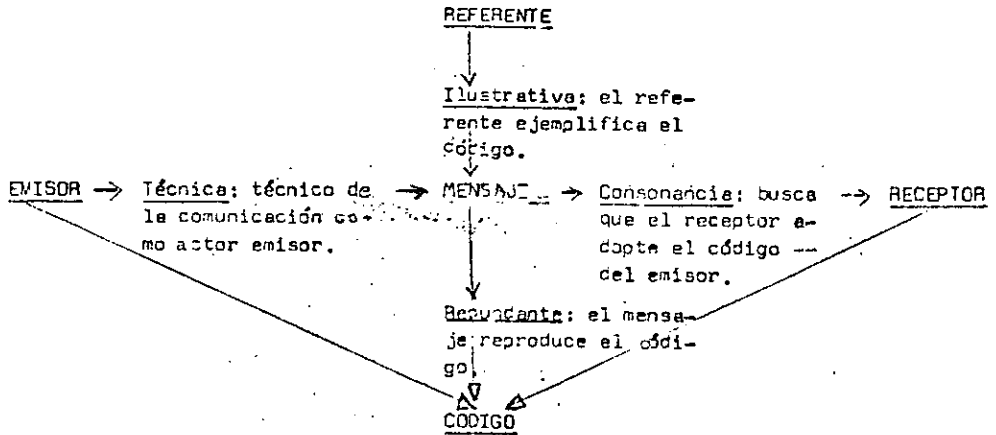 REFERENTE
Ilustrativa: el refe-
rente ejemplifica el
código.
EMISOR → Técnica: técnico de → MENSAJE → Consonancia: busca → RECEPTOR
la comunicación co-
mo actor emisor.
que el receptor a-
dopte el código --
del emisor.
Redundante: el mensa-
je reproduce el códi-
go.
CODIGO